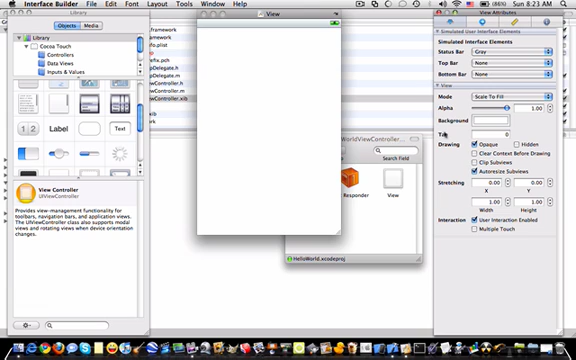 Interface Builder File Edit Font Layout Tools Window Help
(86%) Sun 8:23 AM
Library
Objects Media
Library
Cocoa Touch
Controllers
Data Views
Inputs & Values
Label
Text
View Controller
UIViewController
Provides view-management functionality for
toolbars, navigation bars, and application views.
The UIViewController class also supports modal
views and rotating views when device orientation
changes.
View
WorldViewController...
Search Field
Responder
View
HelloWorld.xcodeproj
View Attributes
Simulated User Interface Elements
Simulated Interface Elements
Status Bar Gray
Top Bar None
Bottom Bar None
View
Mode Scale To Fill
Alpha 1.00
Background
Tag 0
Drawing Opaque Hidden
Clear Context Before Drawing
Clip Subviews
Autoresize Subviews
Stretching 0.00 0.00
X Y
1.00 1.00
Width Height
Interaction User Interaction Enabled
Multiple Touch